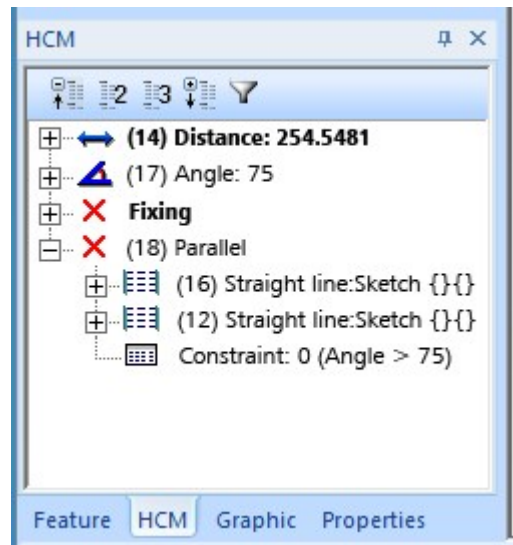 HCM
2 3
(14) Distance: 254.5481
(17) Angle: 75
Fixing
(18) Parallel
(16) Straight line:Sketch {}{}
(12) Straight line:Sketch {}{}
Constraint: 0 (Angle > 75)
Feature HCM Graphic Properties